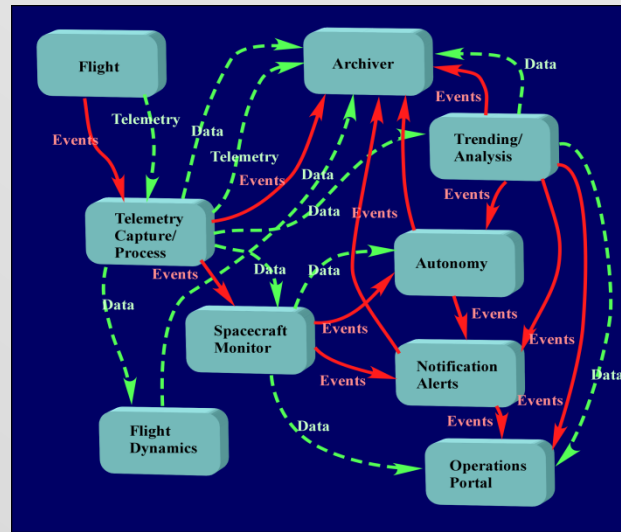 Flight
Archiver
Data
Events
Trending/
Analysis
Telemetry
Data
Telemetry
Events
Data
Events
Events
Data
Events
Telemetry
Capture/
Process
Events
Data
Data
Autonomy
Data
Spacecraft
Monitor
Events
Events
Events
Notification
Alerts
Events
Data
Events
Events
Flight
Dynamics
Data
Operations
Portal